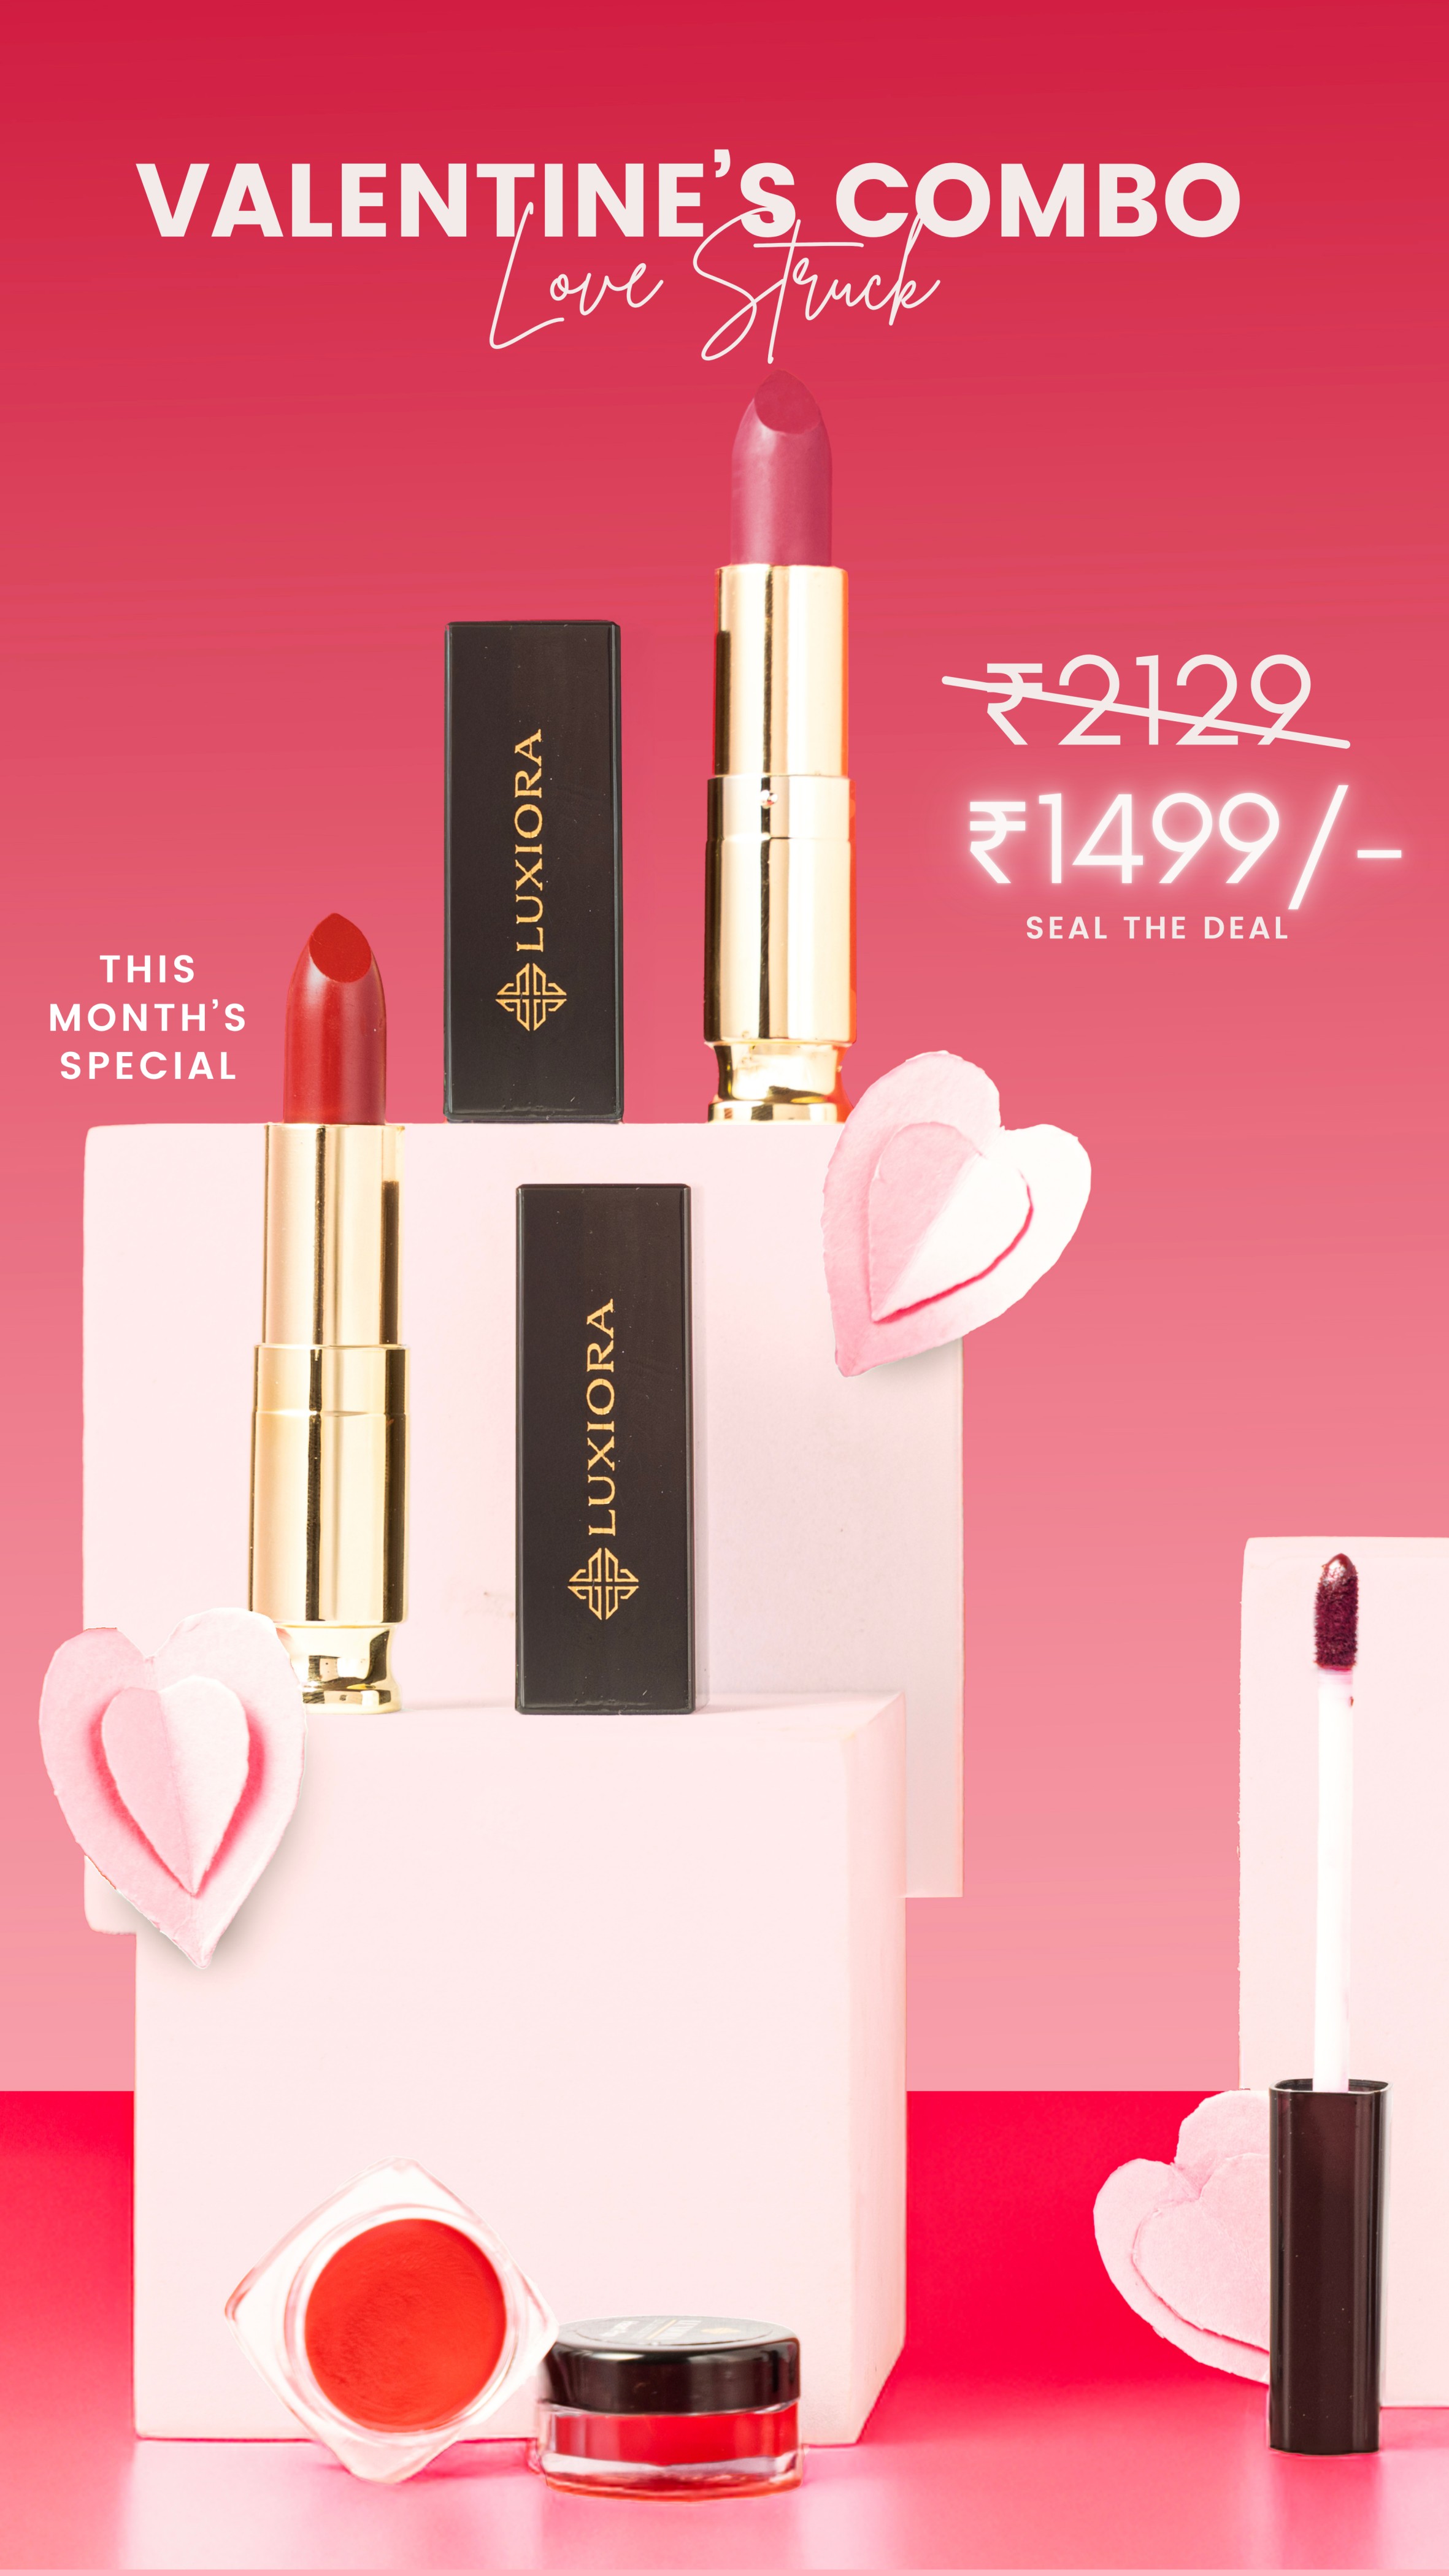 VALENTINE'S COMBO
Love Struck
LUXIORA
₹2129
₹1499/-
SEAL THE DEAL
THIS
MONTH'S
SPECIAL
LUXIORA